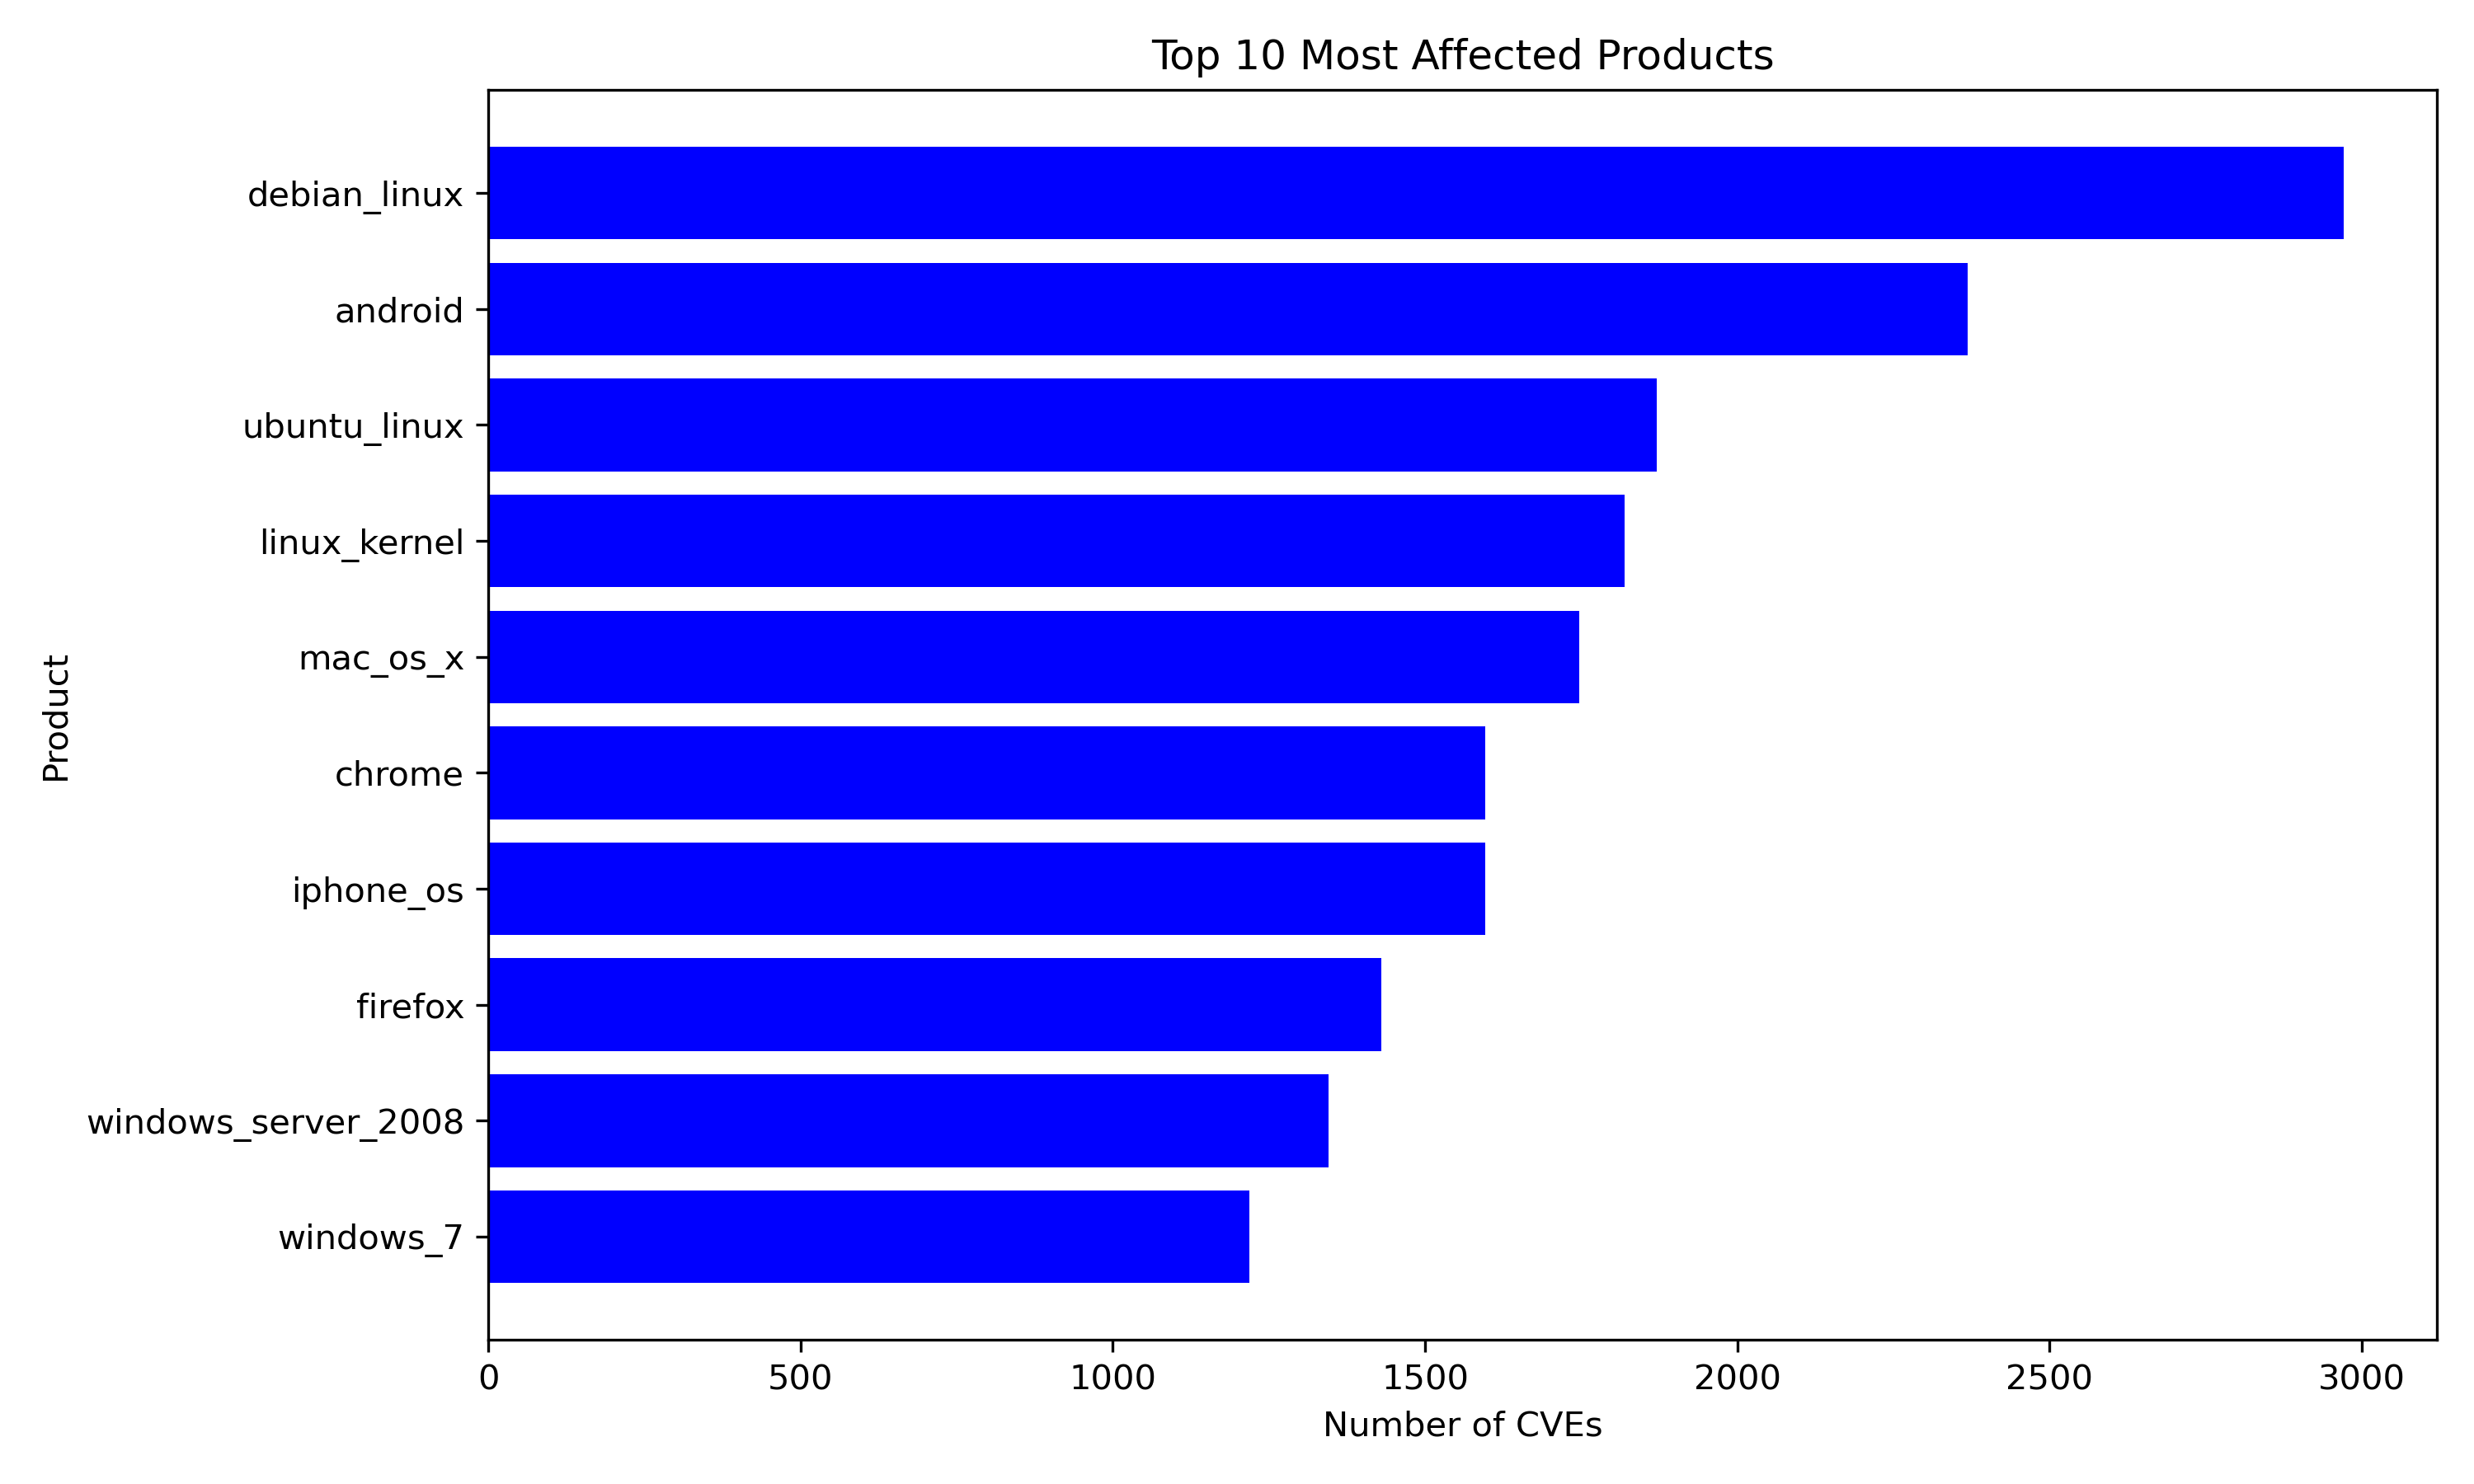 Top 10 Most Affected Products
debian_linux
android
ubuntu_linux
linux_kernel
mac_os_x
chrome
iphone_os
firefox
windows_server_2008
windows_7
Product
0 500 1000 1500 2000 2500 3000
Number of CVEs